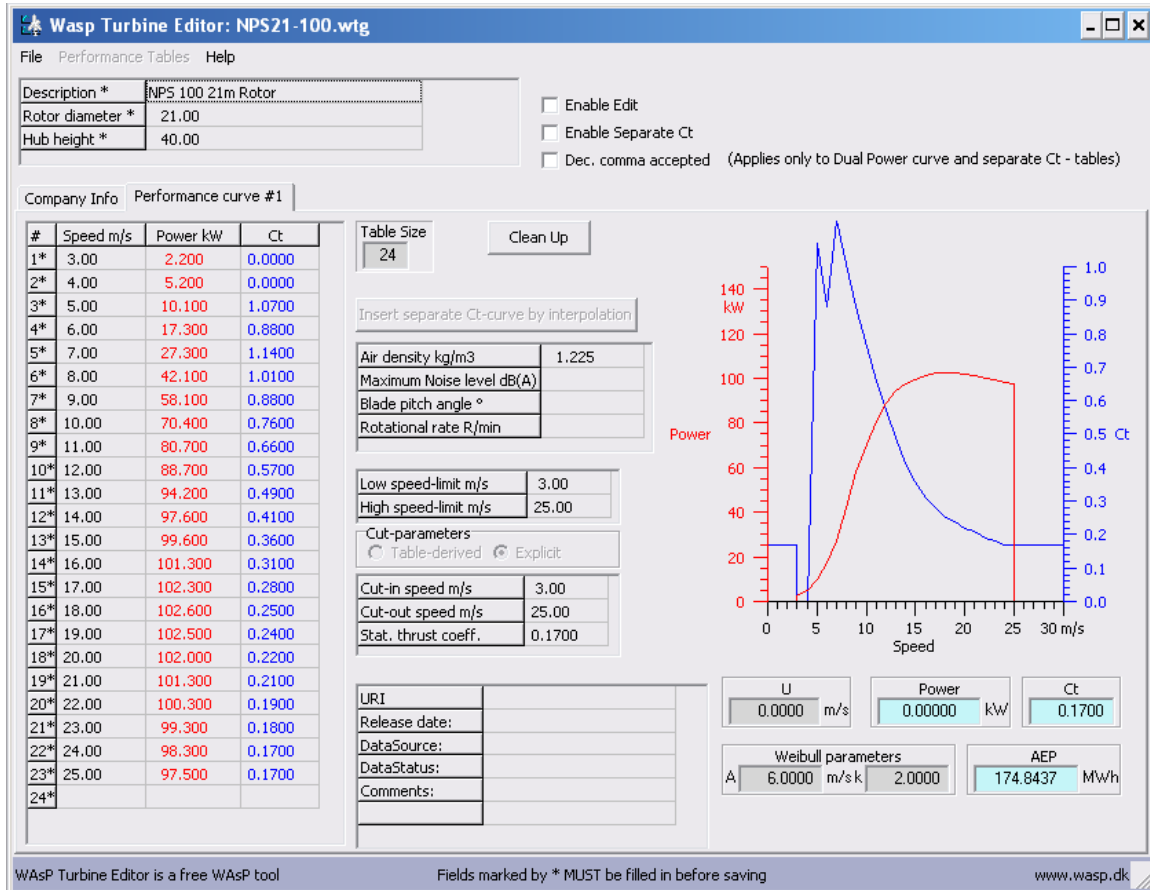 Wasp Turbine Editor: NPS21-100.wtg
File Performance Tables Help
Description * NPS 100 21m Rotor
Rotor diameter * 21.00
Hub height * 40.00
Enable Edit
Enable Separate Ct
Dec. comma accepted (Applies only to Dual Power curve and separate Ct - tables)
Company Info Performance curve #1
# Speed m/s Power kW Ct
1* 3.00 2.200 0.0000
2* 4.00 5.200 0.0000
3* 5.00 10.100 1.0700
4* 6.00 17.300 0.8800
5* 7.00 27.300 1.1400
6* 8.00 42.100 1.0100
7* 9.00 58.100 0.8800
8* 10.00 70.400 0.7600
9* 11.00 80.700 0.6600
10* 12.00 88.700 0.5700
11* 13.00 94.200 0.4900
12* 14.00 97.600 0.4100
13* 15.00 99.600 0.3600
14* 16.00 101.300 0.3100
15* 17.00 102.300 0.2800
16* 18.00 102.600 0.2500
17* 19.00 102.500 0.2400
18* 20.00 102.000 0.2200
19* 21.00 101.300 0.2100
20* 22.00 100.300 0.1900
21* 23.00 99.300 0.1800
22* 24.00 98.300 0.1700
23* 25.00 97.500 0.1700
24*
Table Size
24
Clean Up
Insert separate Ct-curve by interpolation
Air density kg/m3 1.225
Maximum Noise level dB(A)
Blade pitch angle °
Rotational rate R/min
Low speed-limit m/s 3.00
High speed-limit m/s 25.00
Cut-parameters
Table-derived Explicit
Cut-in speed m/s 3.00
Cut-out speed m/s 25.00
Stat. thrust coeff. 0.1700
URI
Release date:
DataSource:
DataStatus:
Comments:
140
kW
120
100
80
60
40
20
0
Power
1.0
0.9
0.8
0.7
0.6
0.5 Ct
0.4
0.3
0.2
0.1
0.0
0 5 10 15 20 25 30 m/s
Speed
U
0.0000 m/s
Power
0.00000 kW
Ct
0.1700
Weibull parameters
A 6.0000 m/s k 2.0000
AEP
174.8437 MWh
WAsP Turbine Editor is a free WAsP tool
Fields marked by * MUST be filled in before saving
www.wasp.dk